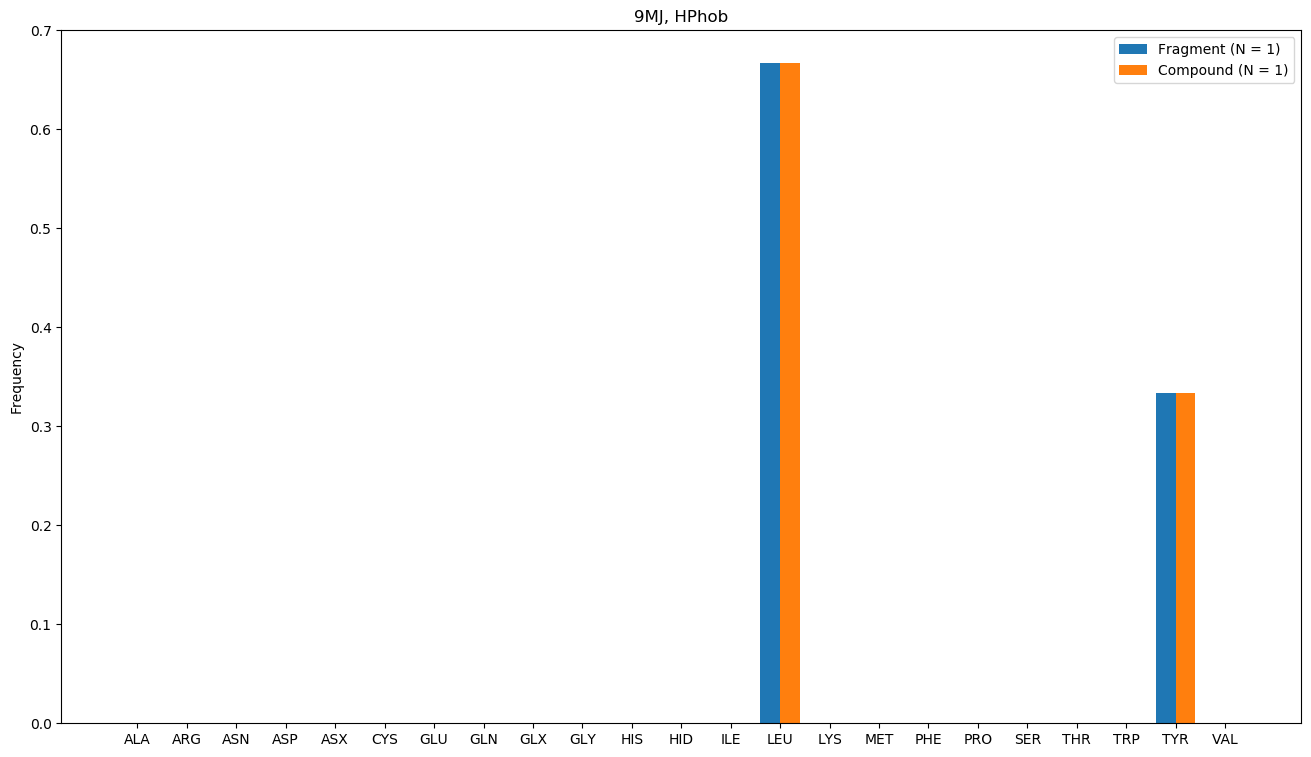 9MJ, HPhob
Fragment (N = 1)
Compound (N = 1)
Frequency
0.7
0.6
0.5
0.4
0.3
0.2
0.1
0.0
ALA ARG ASN ASP ASX CYS GLU GLN GLX GLY HIS HID ILE LEU LYS MET PHE PRO SER THR TRP TYR VAL